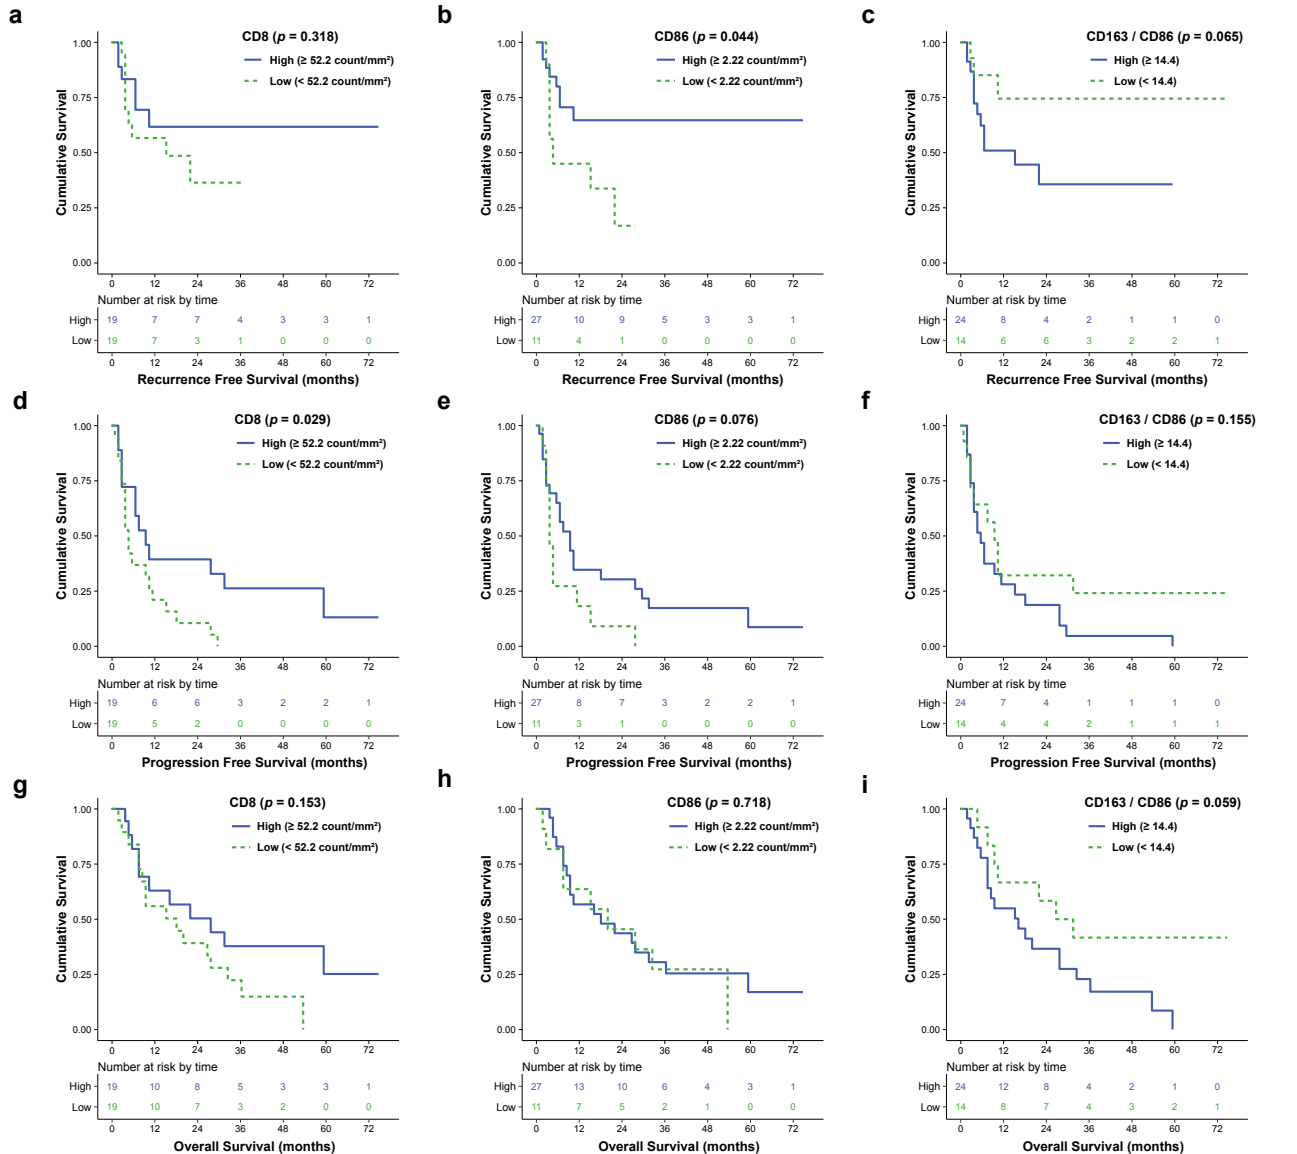 a
CD8 (p = 0.318)
High (≥ 52.2 count/mm²)
Low (< 52.2 count/mm²)
Cumulative Survival
1.00
0.75
0.50
0.25
0.00
0 12 24 36 48 60 72
Number at risk by time
High 19 7 7 4 3 3 1
Low 19 7 3 1 0 0 0
0 12 24 36 48 60 72
Recurrence Free Survival (months)
b
CD86 (p = 0.044)
High (≥ 2.22 count/mm²)
Low (< 2.22 count/mm²)
Cumulative Survival
1.00
0.75
0.50
0.25
0.00
0 12 24 36 48 60 72
Number at risk by time
High 27 10 9 5 3 3 1
Low 11 4 1 0 0 0 0
0 12 24 36 48 60 72
Recurrence Free Survival (months)
c
CD163 / CD86 (p = 0.065)
High (≥ 14.4)
Low (< 14.4)
Cumulative Survival
1.00
0.75
0.50
0.25
0.00
0 12 24 36 48 60 72
Number at risk by time
High 24 8 4 2 1 1 0
Low 14 6 6 3 2 2 1
0 12 24 36 48 60 72
Recurrence Free Survival (months)
d
CD8 (p = 0.029)
High (≥ 52.2 count/mm²)
Low (< 52.2 count/mm²)
Cumulative Survival
1.00
0.75
0.50
0.25
0.00
0 12 24 36 48 60 72
Number at risk by time
High 19 6 6 3 2 2 1
Low 19 5 2 0 0 0 0
0 12 24 36 48 60 72
Progression Free Survival (months)
e
CD86 (p = 0.076)
High (≥ 2.22 count/mm²)
Low (< 2.22 count/mm²)
Cumulative Survival
1.00
0.75
0.50
0.25
0.00
0 12 24 36 48 60 72
Number at risk by time
High 27 8 7 3 2 2 1
Low 11 3 1 0 0 0 0
0 12 24 36 48 60 72
Progression Free Survival (months)
f
CD163 / CD86 (p = 0.155)
High (≥ 14.4)
Low (< 14.4)
Cumulative Survival
1.00
0.75
0.50
0.25
0.00
0 12 24 36 48 60 72
Number at risk by time
High 24 7 4 1 1 1 0
Low 14 4 4 2 1 1 1
0 12 24 36 48 60 72
Progression Free Survival (months)
g
CD8 (p = 0.153)
High (≥ 52.2 count/mm²)
Low (< 52.2 count/mm²)
Cumulative Survival
1.00
0.75
0.50
0.25
0.00
0 12 24 36 48 60 72
Number at risk by time
High 19 10 8 5 3 3 1
Low 19 10 7 3 2 0 0
0 12 24 36 48 60 72
Overall Survival (months)
h
CD86 (p = 0.718)
High (≥ 2.22 count/mm²)
Low (< 2.22 count/mm²)
Cumulative Survival
1.00
0.75
0.50
0.25
0.00
0 12 24 36 48 60 72
Number at risk by time
High 27 13 10 6 4 3 1
Low 11 7 5 2 1 0 0
0 12 24 36 48 60 72
Overall Survival (months)
i
CD163 / CD86 (p = 0.059)
High (≥ 14.4)
Low (< 14.4)
Cumulative Survival
1.00
0.75
0.50
0.25
0.00
0 12 24 36 48 60 72
Number at risk by time
High 24 12 8 4 2 1 0
Low 14 8 7 4 3 2 1
0 12 24 36 48 60 72
Overall Survival (months)